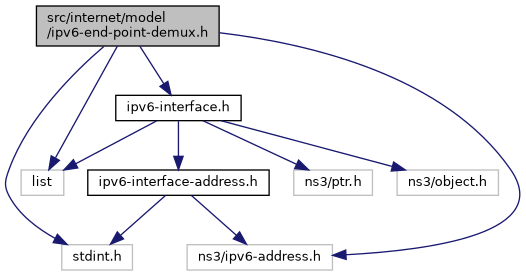 src/internet/model
/ipv6-end-point-demux.h
ipv6-interface.h
list
ipv6-interface-address.h
ns3/ptr.h
ns3/object.h
stdint.h
ns3/ipv6-address.h